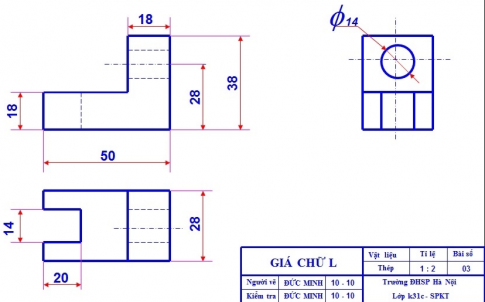 18
ϕ14
18
28
38
50
14
28
20
GIÁ CHỮ L
Vật liệu Tỉ lệ Bài số
Thép 1 : 2 03
Người vẽ ĐỨC MINH 10 - 10
Kiểm tra ĐỨC MINH 10 - 10
Trường ĐHSP Hà Nội
Lớp k31c - SPKT